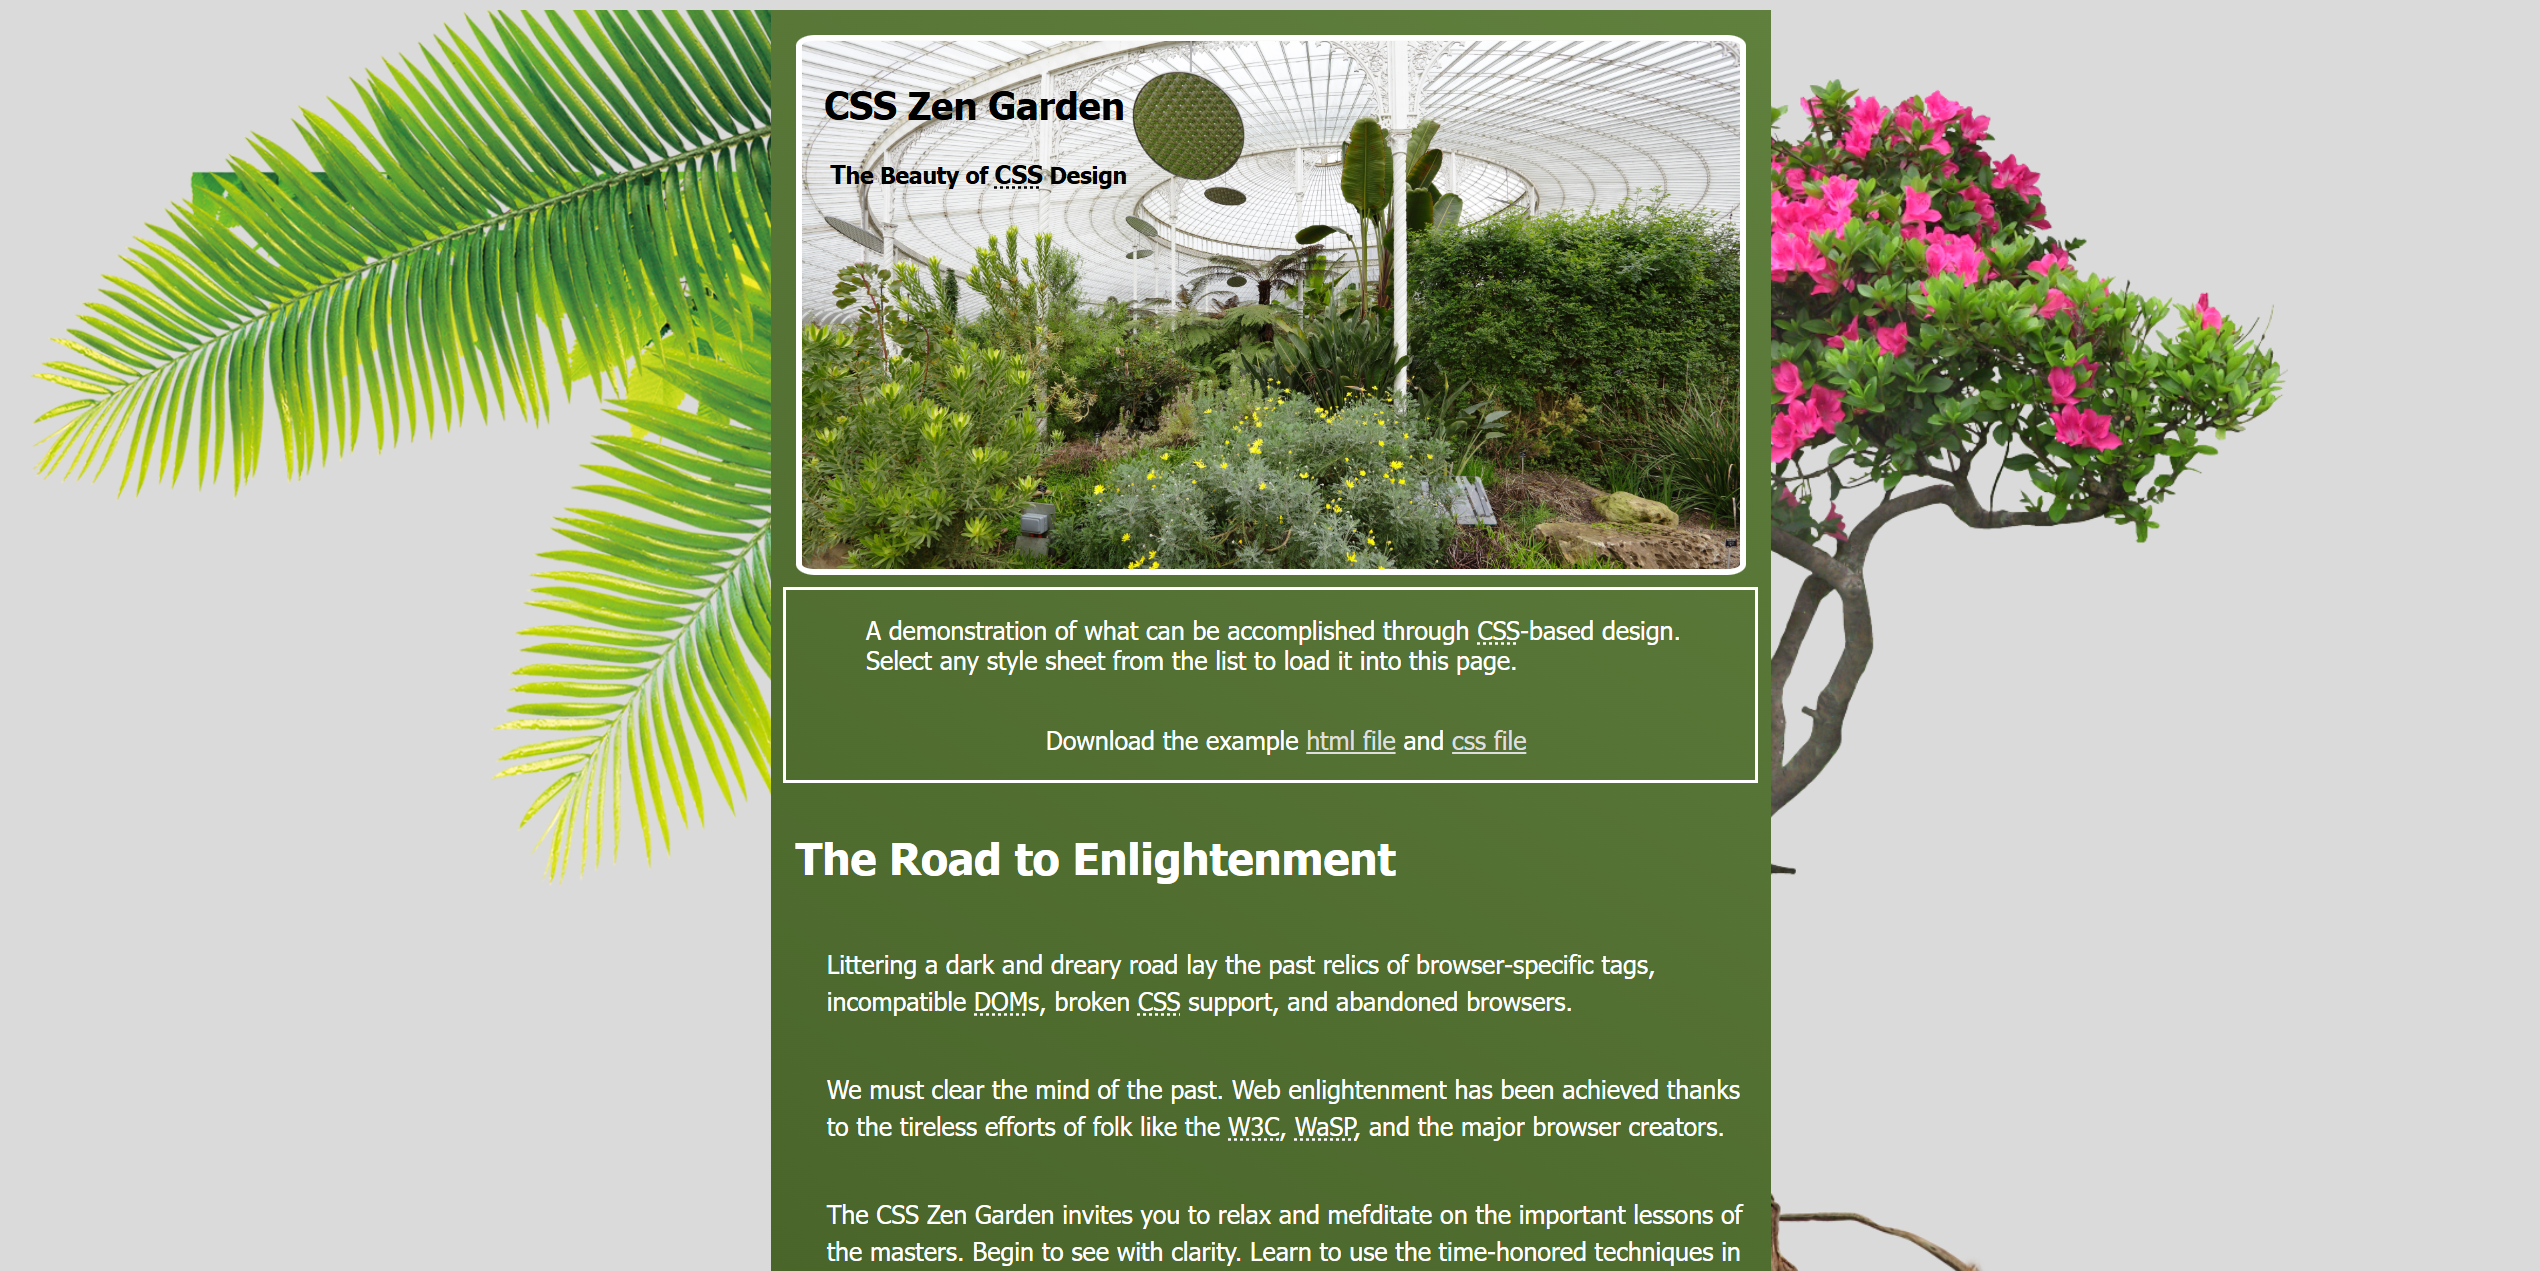 CSS Zen Garden
The Beauty of CSS Design
A demonstration of what can be accomplished through CSS-based design.
Select any style sheet from the list to load it into this page.
Download the example html file and css file
The Road to Enlightenment
Littering a dark and dreary road lay the past relics of browser-specific tags,
incompatible DOMs, broken CSS support, and abandoned browsers.
We must clear the mind of the past. Web enlightenment has been achieved thanks
to the tireless efforts of folk like the W3C, WaSP, and the major browser creators.
The CSS Zen Garden invites you to relax and mefditate on the important lessons of
the masters. Begin to see with clarity. Learn to use the time-honored techniques in